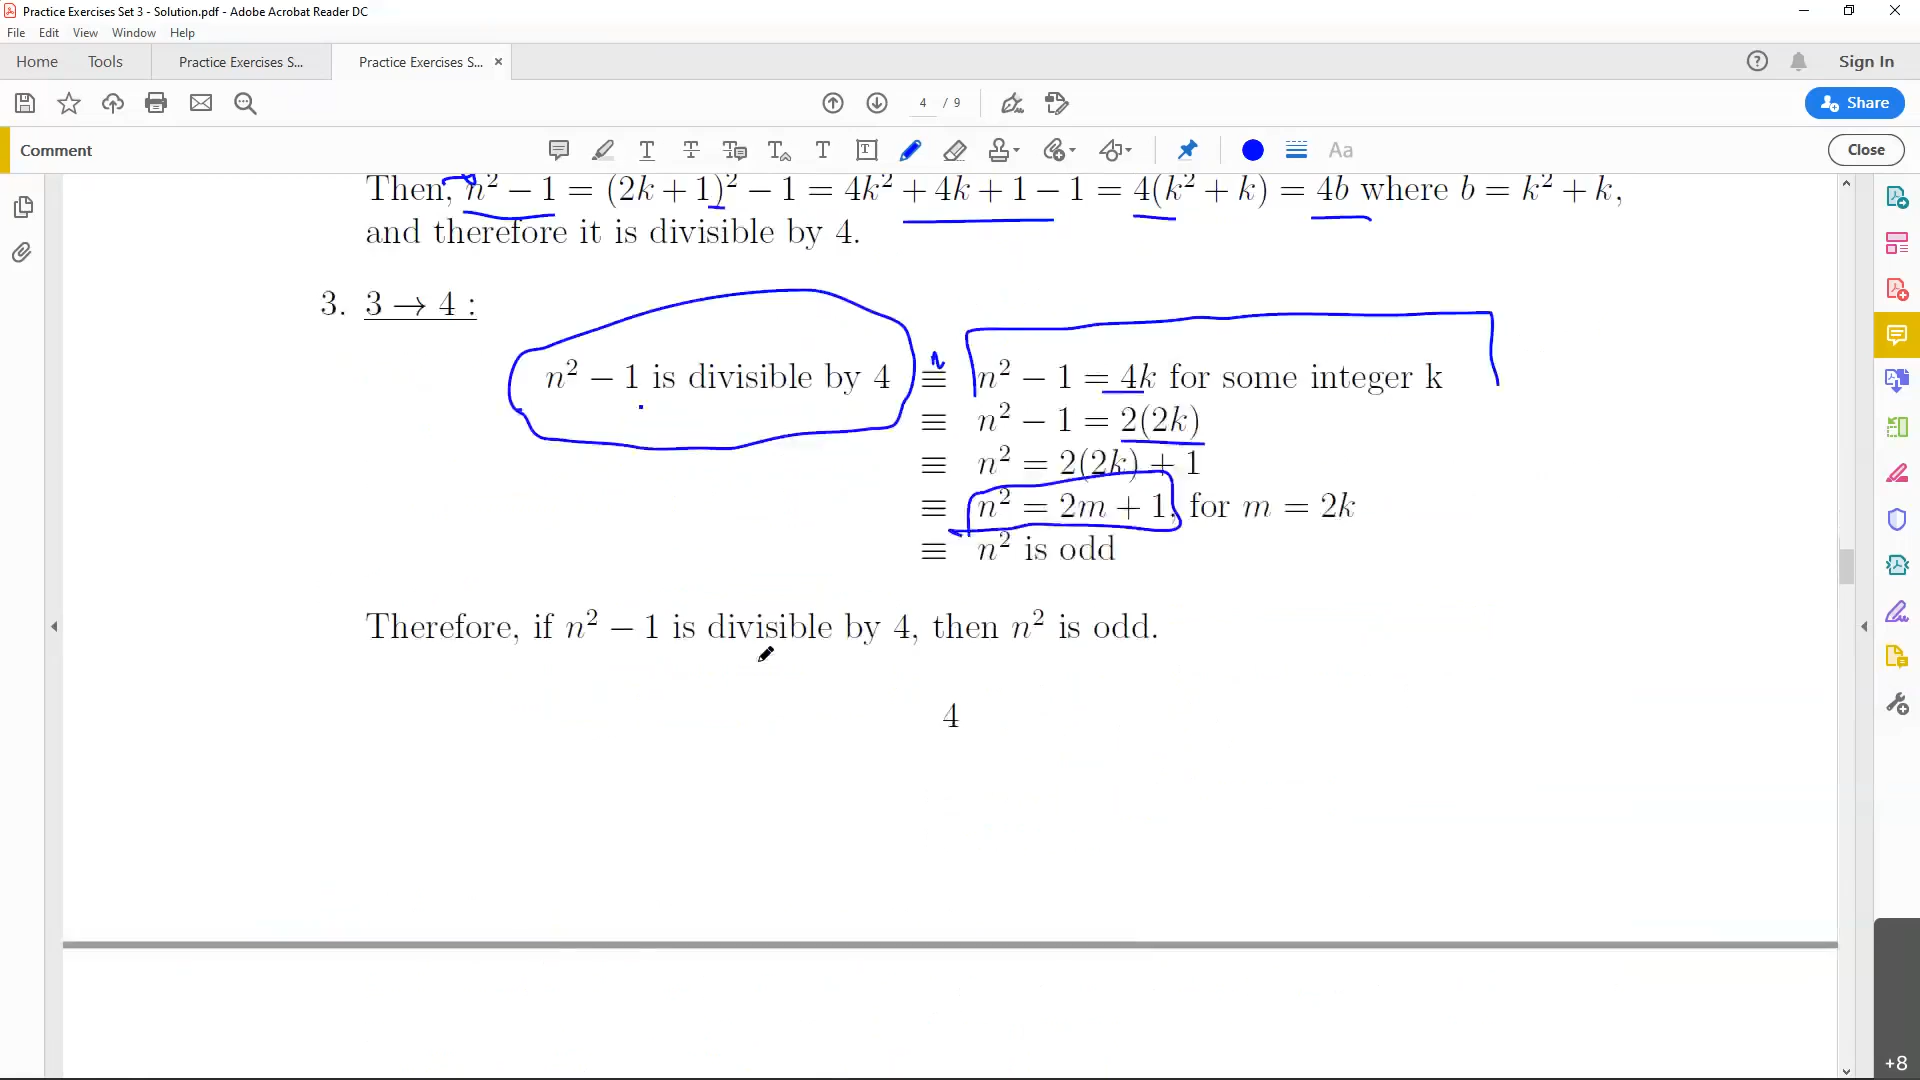 Practice Exercises Set 3 - Solution.pdf - Adobe Acrobat Reader DC
File Edit View Window Help
Home Tools Practice Exercises S... Practice Exercises S... × Sign In
4 / 9 Share
Comment Aa Close
Then, n² − 1 = (2k + 1)² − 1 = 4k² + 4k + 1 − 1 = 4(k² + k) = 4b where b = k² + k,
and therefore it is divisible by 4.
3. 3 → 4 :
n² − 1 is divisible by 4 ≡ n² − 1 = 4k for some integer k
≡ n² − 1 = 2(2k)
≡ n² = 2(2k) + 1
≡ n² = 2m + 1, for m = 2k
≡ n² is odd
Therefore, if n² − 1 is divisible by 4, then n² is odd.
4
+8